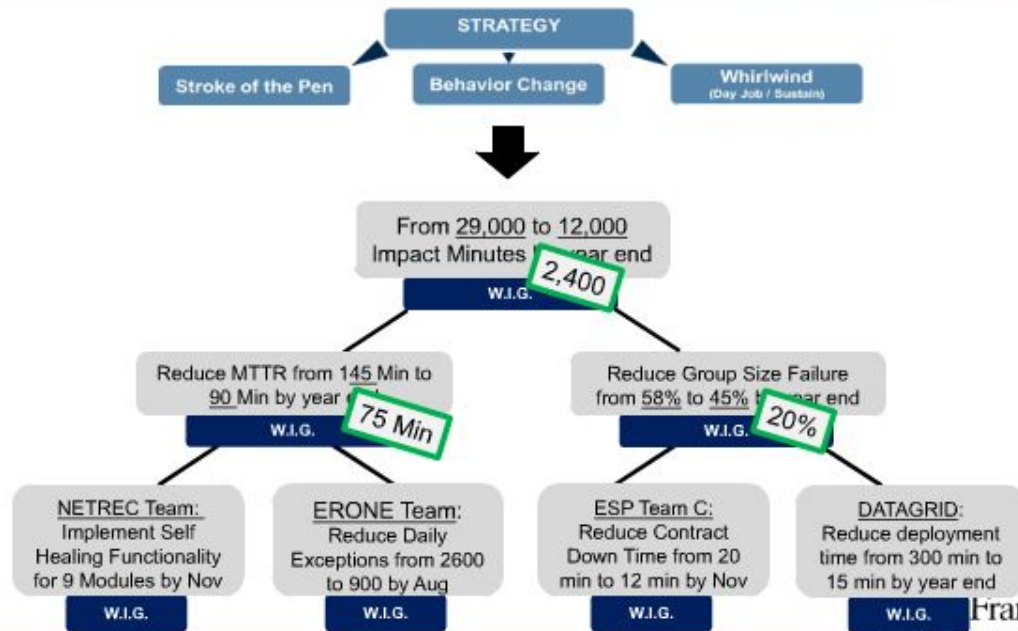 STRATEGY
Stroke of the Pen
Behavior Change
Whirlwind
(Day Job / Sustain)
From 29,000 to 12,000
Impact Minutes year end
2,400
W.I.G.
Reduce MTTR from 145 Min to
90 Min by year
75 Min
W.I.G.
Reduce Group Size Failure
from 58% to 45% year end
20%
W.I.G.
NETREC Team:
Implement Self
Healing Functionality
for 9 Modules by Nov
W.I.G.
ERONE Team:
Reduce Daily
Exceptions from 2600
to 900 by Aug
W.I.G.
ESP Team C:
Reduce Contract
Down Time from 20
min to 12 min by Nov
W.I.G.
DATAGRID:
Reduce deployment
time from 300 min to
15 min by year end
W.I.G.